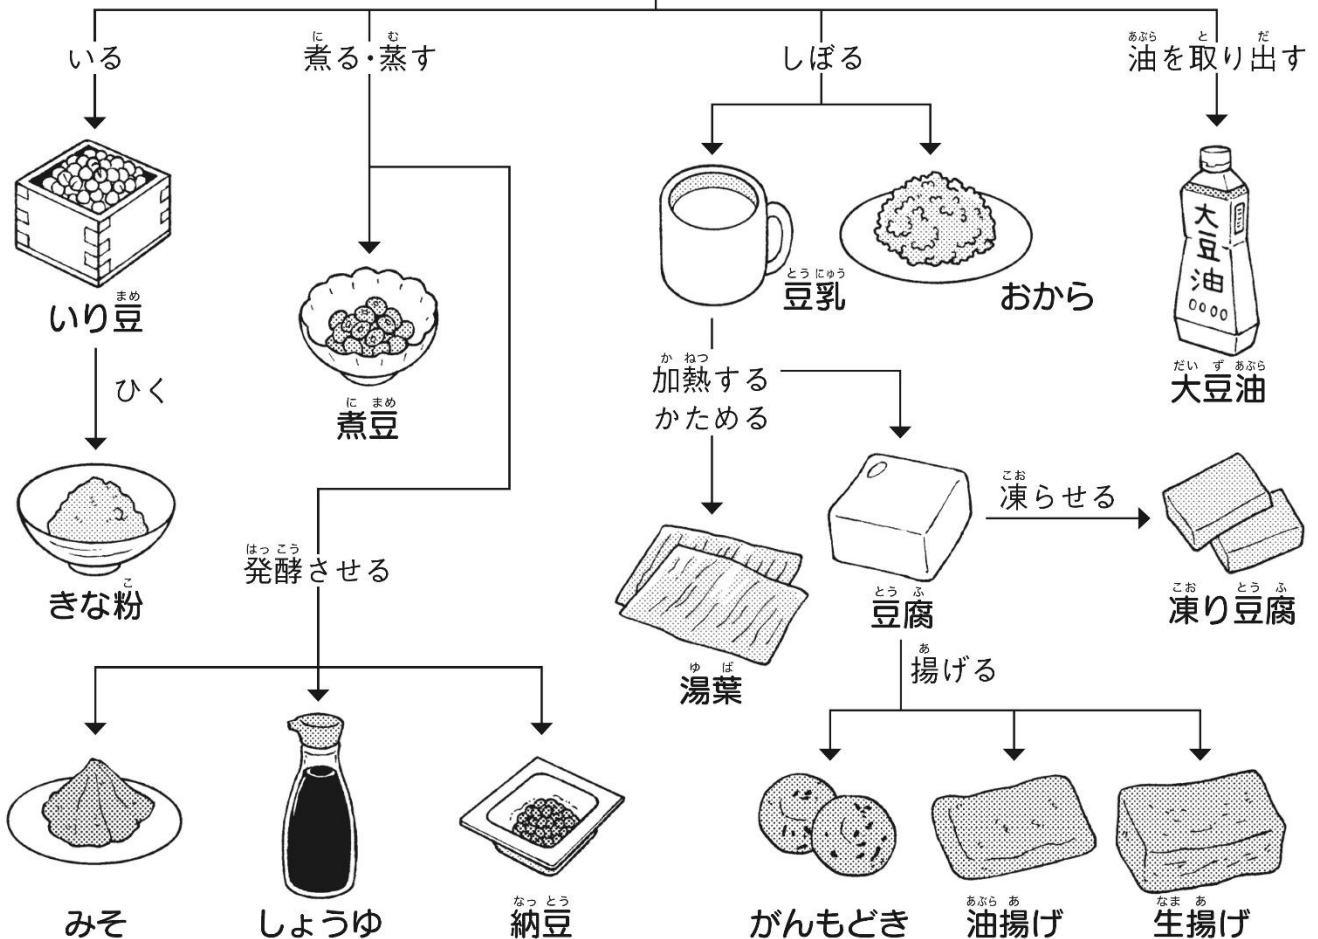 いる
煮る・蒸す
しぼる
油を取り出す
いり豆
煮豆
豆乳
おから
大豆油
○○○○
大豆油
ひく
加熱する
かためる
きな粉
発酵させる
湯葉
豆腐
凍らせる
凍り豆腐
揚げる
みそ
しょうゆ
納豆
がんもどき
油揚げ
生揚げ